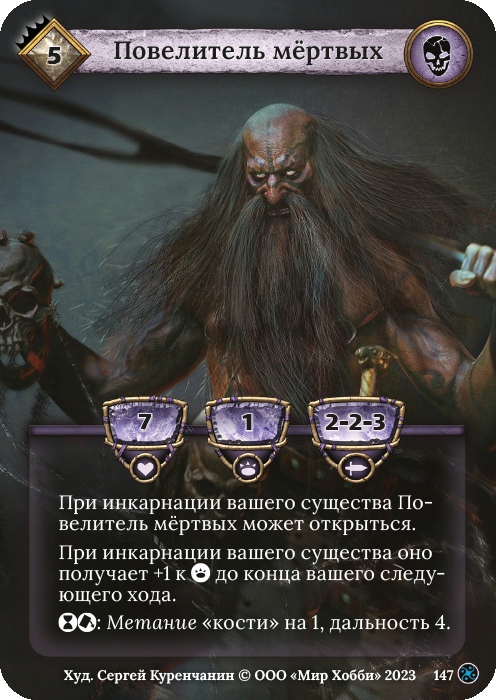 5
Повелитель мёртвых
7
1
2-2-3
При инкарнации вашего существа По-
велитель мёртвых может открыться.
При инкарнации вашего существа оно
получает +1 к до конца вашего следу-
ющего хода.
: Метание «кости» на 1, дальность 4.
Худ. Сергей Куренчанин © ООО «Мир Хобби» 2023 147